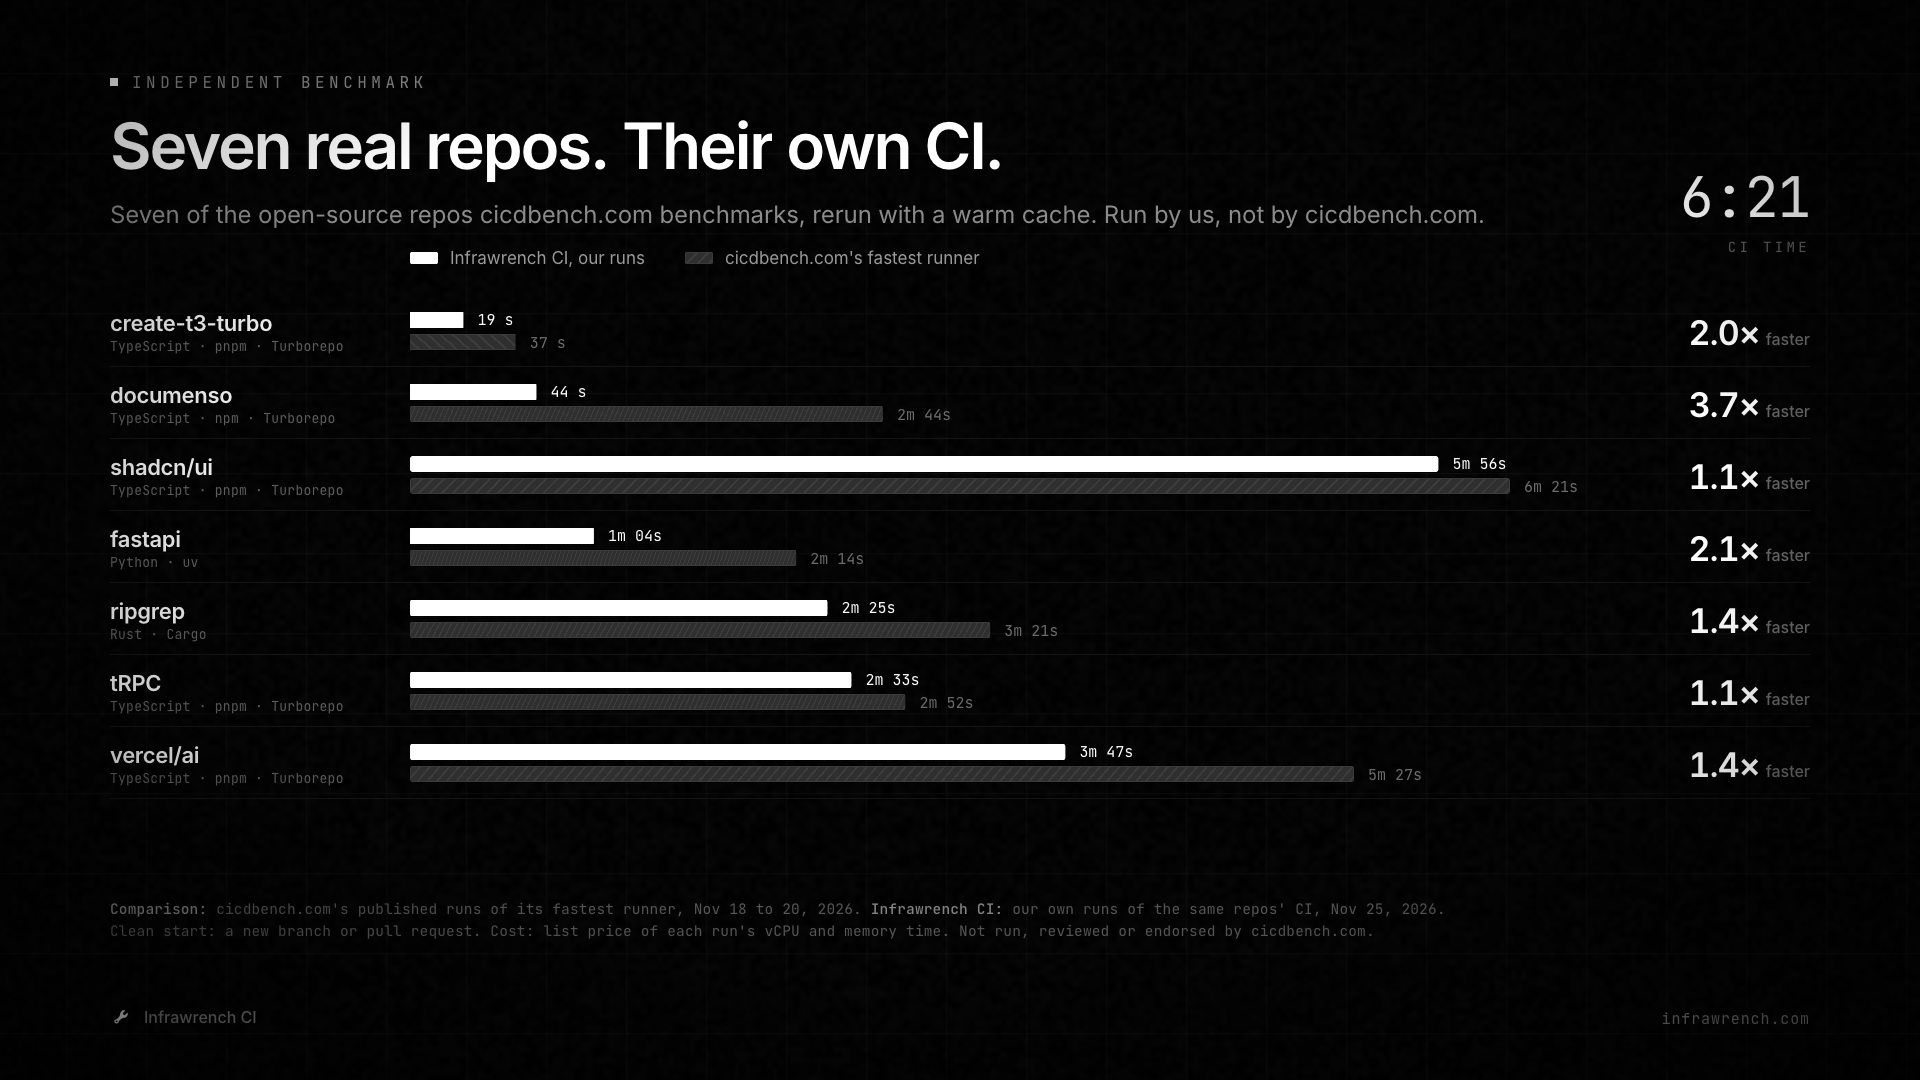 INDEPENDENT BENCHMARK
Seven real repos. Their own CI.
Seven of the open-source repos cicdbench.com benchmarks, rerun with a warm cache. Run by us, not by cicdbench.com.
6:21
CI TIME
Infrawrench CI, our runs
cicdbench.com's fastest runner
create-t3-turbo
TypeScript · pnpm · Turborepo
19 s
37 s
2.0× faster
documenso
TypeScript · npm · Turborepo
44 s
2m 44s
3.7× faster
shadcn/ui
TypeScript · pnpm · Turborepo
5m 56s
6m 21s
1.1× faster
fastapi
Python · uv
1m 04s
2m 14s
2.1× faster
ripgrep
Rust · Cargo
2m 25s
3m 21s
1.4× faster
tRPC
TypeScript · pnpm · Turborepo
2m 33s
2m 52s
1.1× faster
vercel/ai
TypeScript · pnpm · Turborepo
3m 47s
5m 27s
1.4× faster
Comparison: cicdbench.com's published runs of its fastest runner, Nov 18 to 20, 2026. Infrawrench CI: our own runs of the same repos' CI, Nov 25, 2026.
Clean start: a new branch or pull request. Cost: list price of each run's vCPU and memory time. Not run, reviewed or endorsed by cicdbench.com.
Infrawrench CI
infrawrench.com